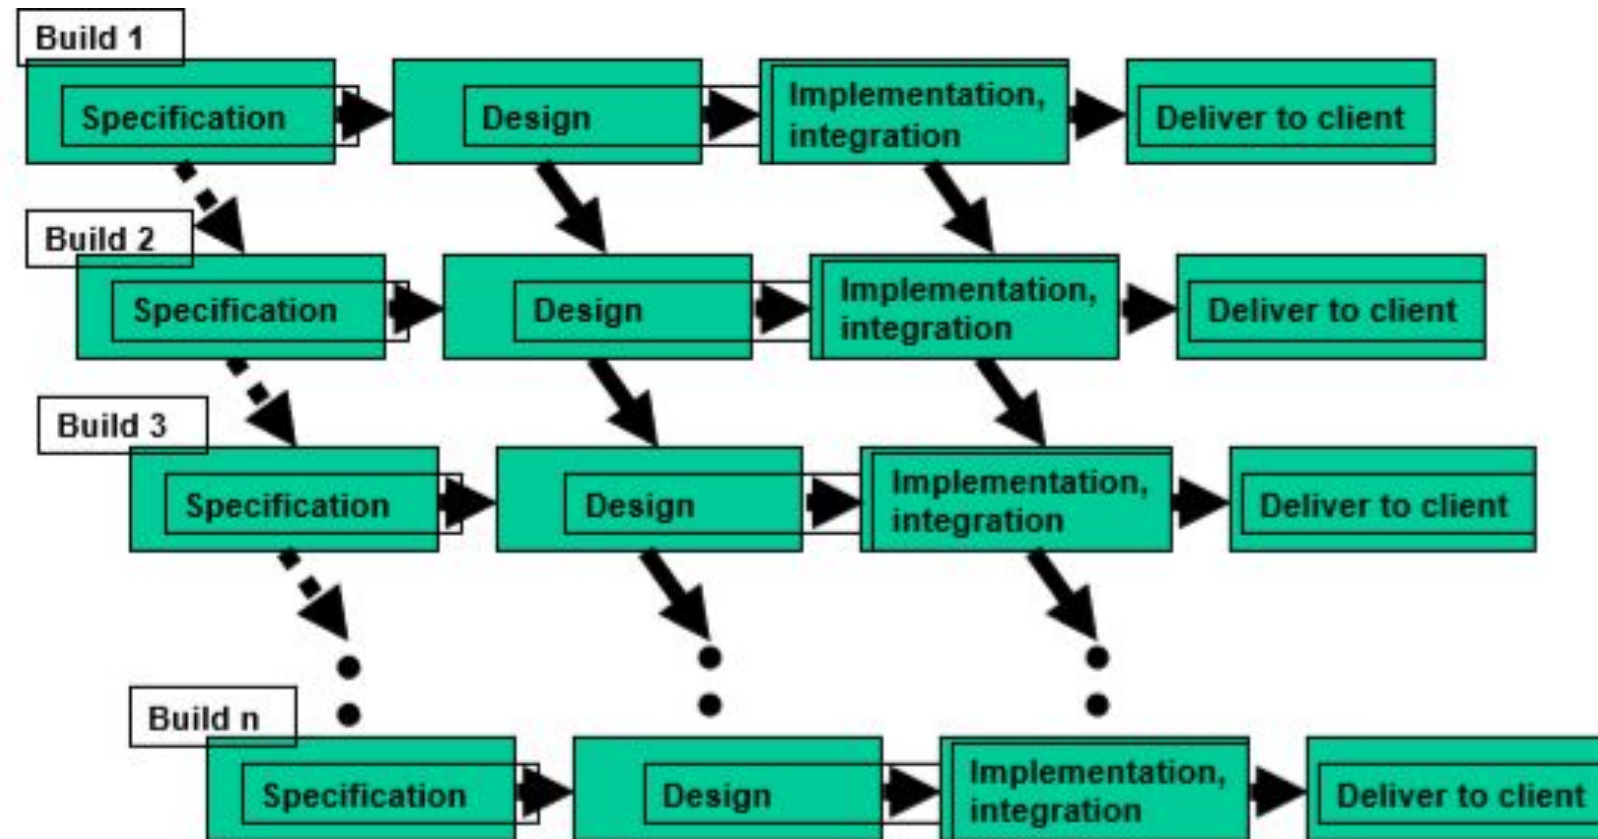 Build 1
Specification
Design
Implementation,
integration
Deliver to client
Build 2
Specification
Design
Implementation,
integration
Deliver to client
Build 3
Specification
Design
Implementation,
integration
Deliver to client
Build n
Specification
Design
Implementation,
integration
Deliver to client